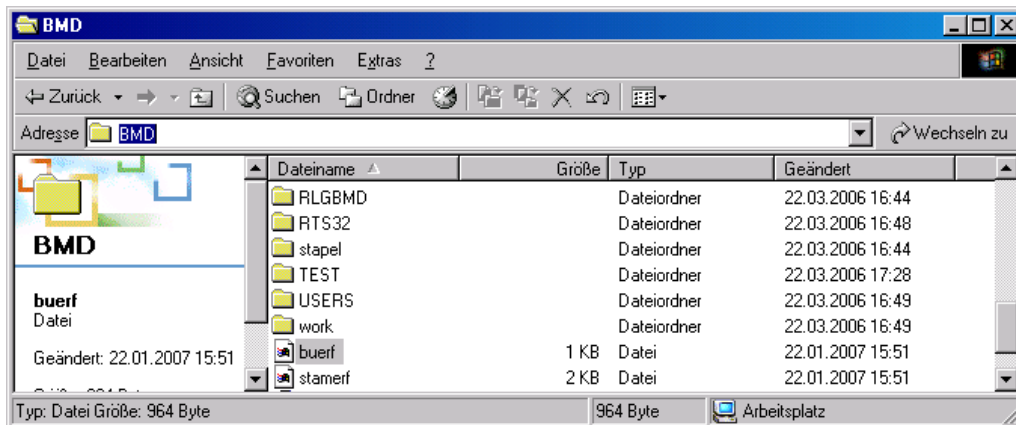 BMD
Datei Bearbeiten Ansicht Favoriten Extras ?
Zurück Suchen Ordner
Adresse BMD Wechseln zu
Dateiname Größe Typ Geändert
RLGBMD Dateiordner 22.03.2006 16:44
RTS32 Dateiordner 22.03.2006 16:48
stapel Dateiordner 22.03.2006 16:44
TEST Dateiordner 22.03.2006 17:28
USERS Dateiordner 22.03.2006 16:49
work Dateiordner 22.03.2006 16:49
buerf 1 KB Datei 22.01.2007 15:51
stamerf 2 KB Datei 22.01.2007 15:51
BMD
buerf
Datei
Geändert: 22.01.2007 15:51
Typ: Datei Größe: 964 Byte 964 Byte Arbeitsplatz